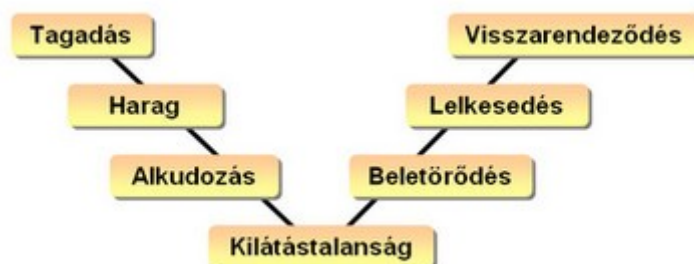 Tagadás
Harag
Alkudozás
Kilátástalanság
Beletörődés
Lelkesedés
Visszarendeződés